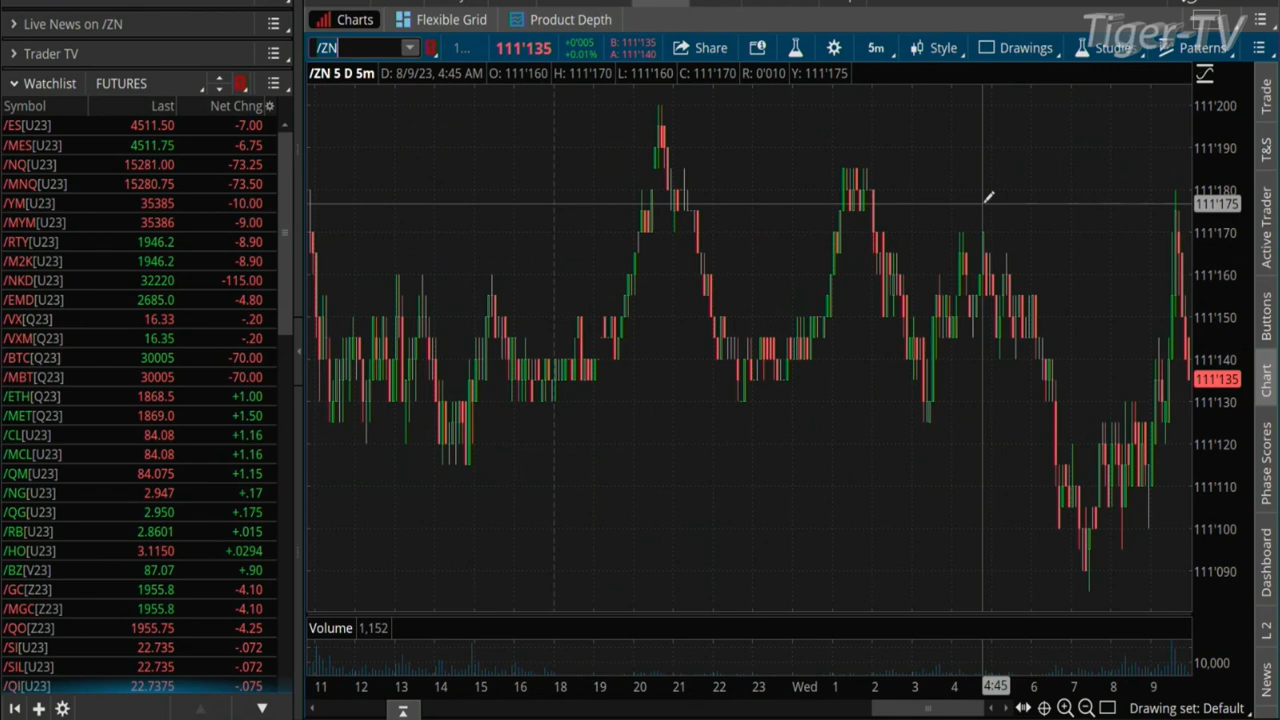 Live News on /ZN
Trader TV
Watchlist FUTURES
Symbol Last Net Chng
/ES[U23] 4511.50 -7.00
/MES[U23] 4511.75 -6.75
/NQ[U23] 15281.00 -73.25
/MNQ[U23] 15280.75 -73.50
/YM[U23] 35385 -10.00
/MYM[U23] 35386 -9.00
/RTY[U23] 1946.2 -8.90
/M2K[U23] 1946.2 -8.90
/NKD[U23] 32220 -115.00
/EMD[U23] 2685.0 -4.80
/VX[Q23] 16.33 -.20
/VXM[Q23] 16.35 -.20
/BTC[Q23] 30005 -70.00
/MBT[Q23] 30005 -70.00
/ETH[Q23] 1868.5 +1.00
/MET[Q23] 1869.0 +1.50
/CL[U23] 84.08 +1.16
/MCL[U23] 84.08 +1.16
/QM[U23] 84.075 +1.15
/NG[U23] 2.947 +.17
/QG[U23] 2.950 +.175
/RB[U23] 2.8601 +.015
/HO[U23] 3.1150 +.0294
/BZ[V23] 87.07 +.90
/GC[Z23] 1955.8 -4.10
/MGC[Z23] 1955.8 -4.10
/QO[Z23] 1955.75 -4.25
/SI[U23] 22.735 -.072
/SIL[U23] 22.735 -.072
/QI[U23] 22.7375 -.075
Charts Flexible Grid Product Depth
Tiger-TV
/ZN 1... 111'135 +0'005 +0.01% B: 111'135 A: 111'140 Share 5m Style Drawings Studies Patterns
/ZN 5 D 5m D: 8/9/23, 4:45 AM O: 111'160 H: 111'170 L: 111'160 C: 111'170 R: 0'010 Y: 111'175
111'200
111'190
111'180
111'175
111'170
111'160
111'150
111'140
111'135
111'130
111'120
111'110
111'100
111'090
Volume 1,152
10,000
11 12 13 14 15 16 17 18 19 20 21 22 23 Wed 1 2 3 4 4:45 6 7 8 9
Drawing set: Default
Trade
T&S
Active Trader
Buttons
Chart
Phase Scores
Dashboard
L 2
News